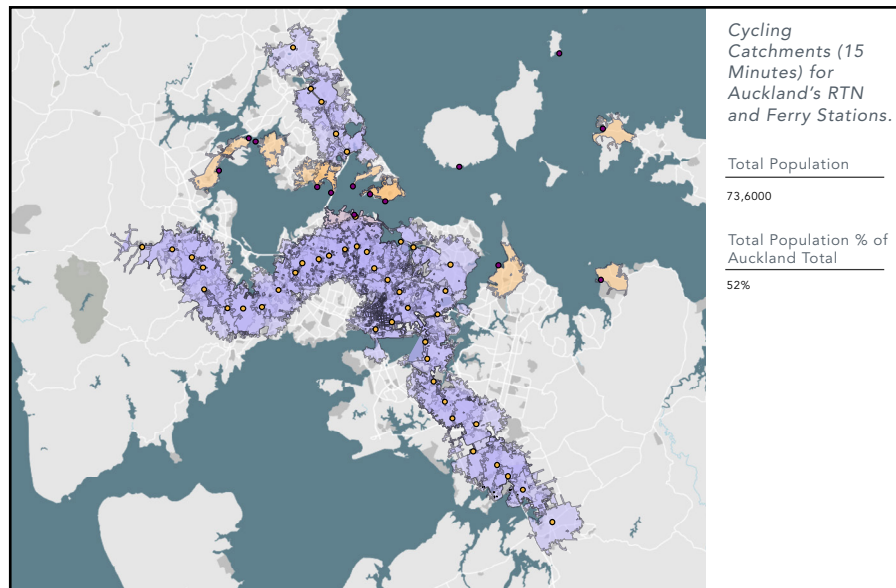 Cycling
Catchments (15
Minutes) for
Auckland's RTN
and Ferry Stations.
Total Population
73,6000
Total Population % of
Auckland Total
52%